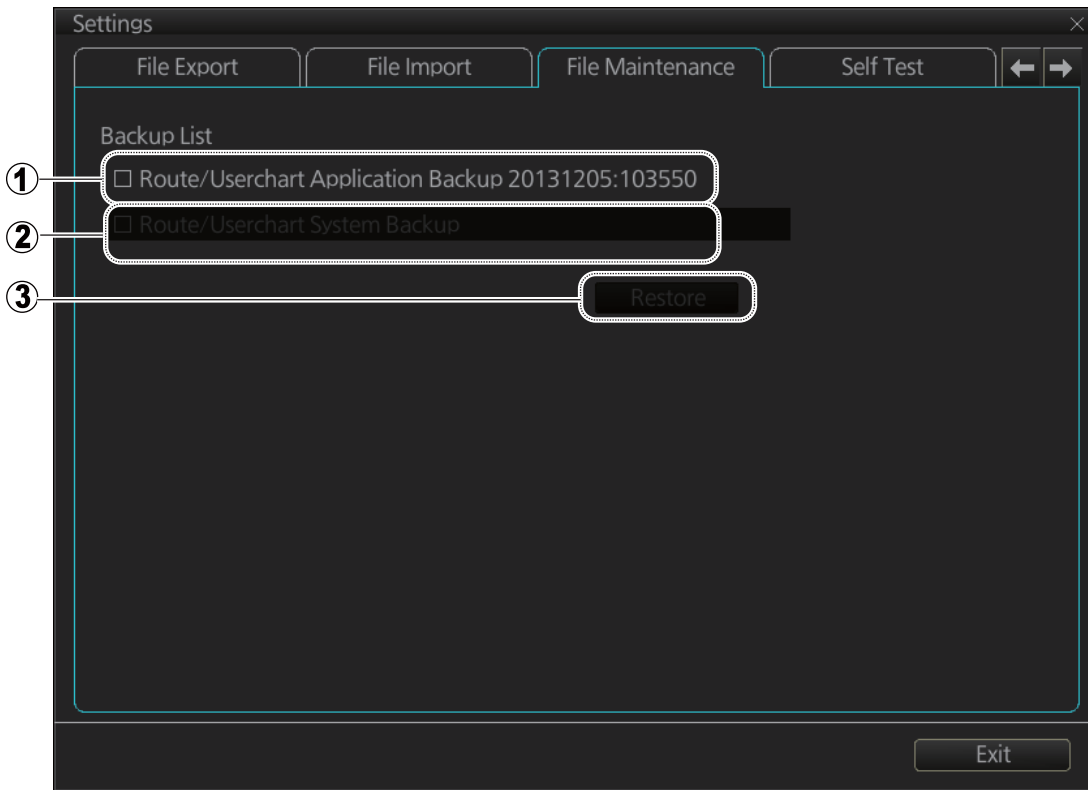 Settings
File Export File Import File Maintenance Self Test
Backup List
1 Route/Userchart Application Backup 20131205:103550
2 Route/Userchart System Backup
3 Restore
Exit